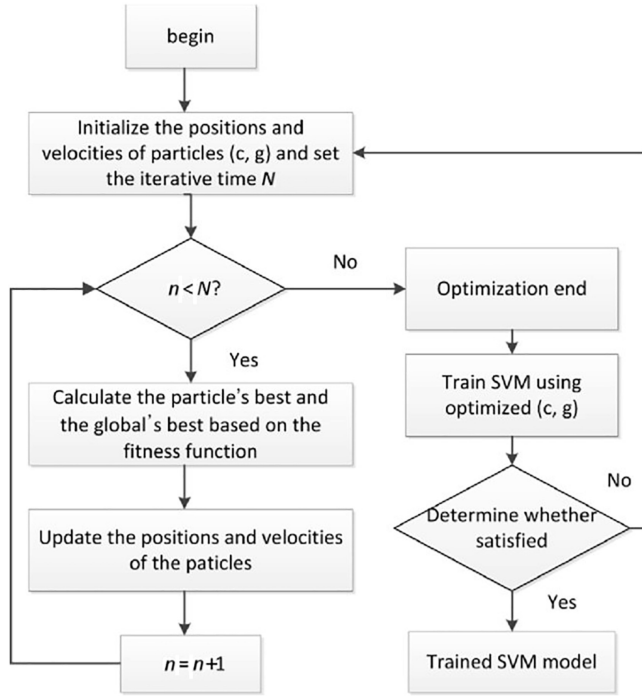 begin
Initialize the positions and
velocities of particles (c, g) and set
the iterative time N
n < N?
No
Optimization end
Yes
Calculate the particle's best and
the global's best based on the
fitness function
Train SVM using
optimized (c, g)
Update the positions and velocities
of the paticles
Determine whether
satisfied
No
Yes
n = n+1
Trained SVM model